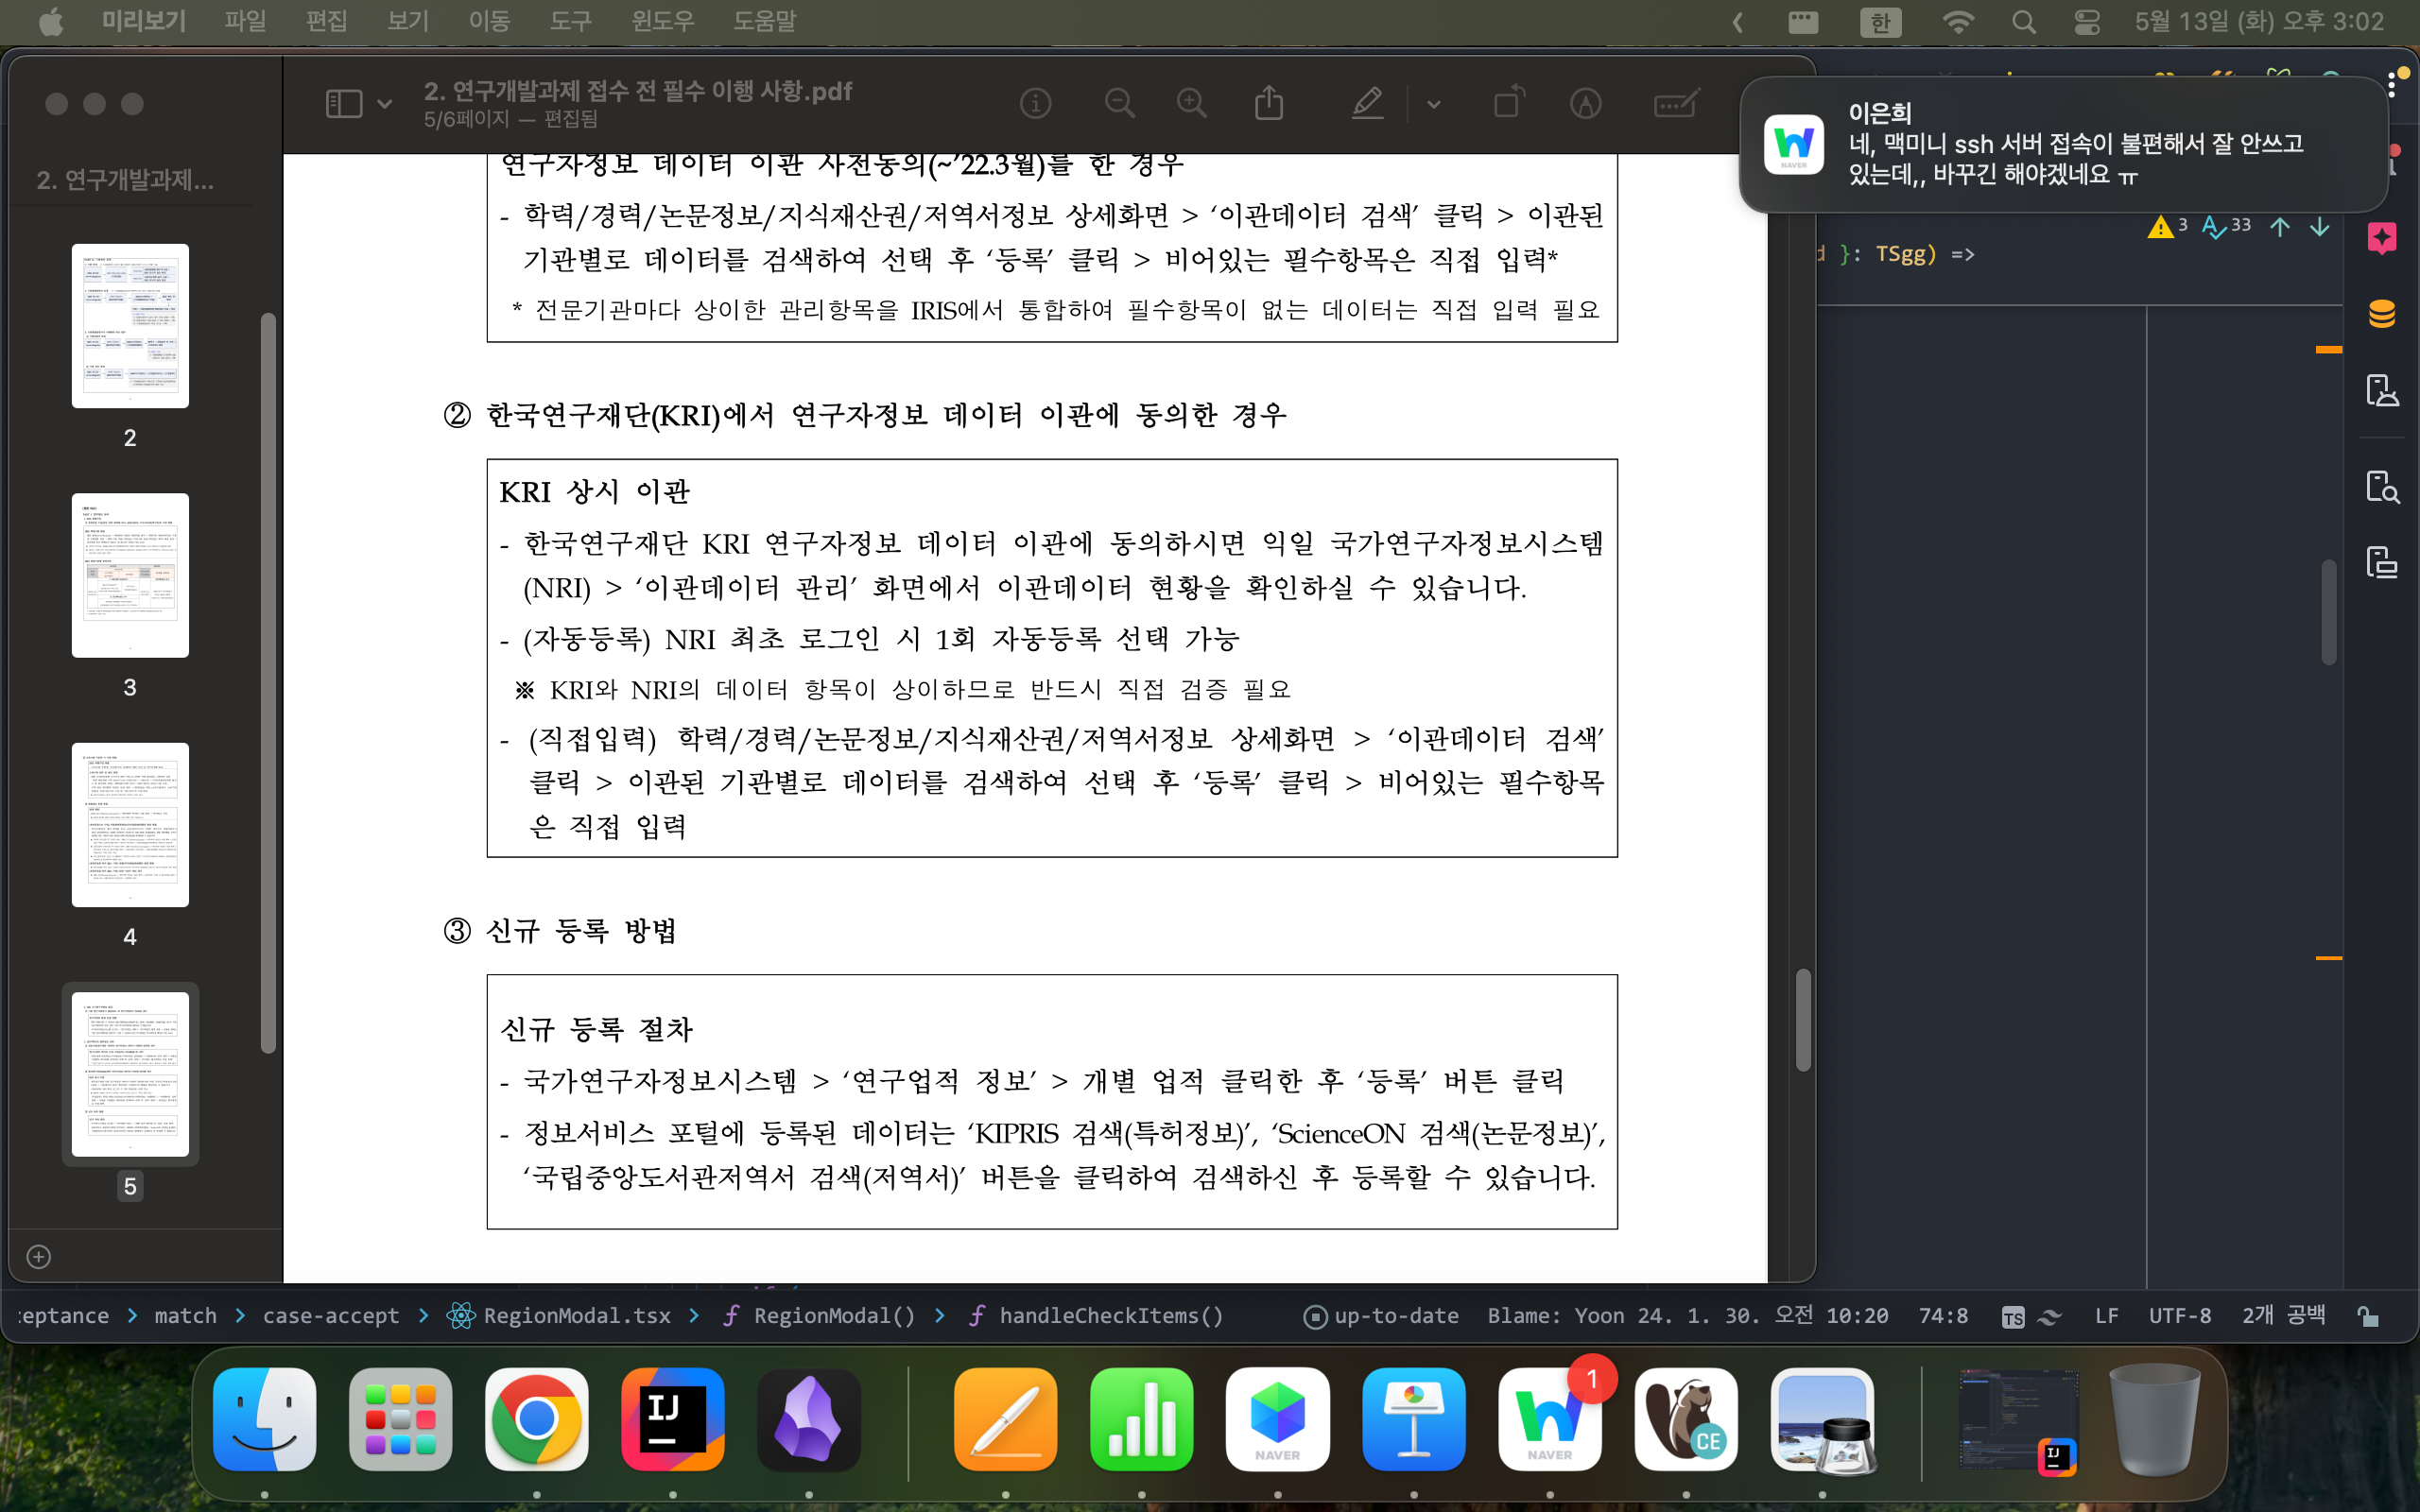 미리보기 파일 편집 보기 이동 도구 윈도우 도움말 한 5월 13일 (화) 오후 3:02
2. 연구개발과제 접수 전 필수 이행 사항.pdf
5/6페이지 — 편집됨
2. 연구개발과제...
2
3
4
5
이은희
네, 맥미니 ssh 서버 접속이 불편해서 잘 안쓰고
있는데,, 바꾸긴 해야겠네요 ㅠ
NAVER
3 33
}: TSgg) =>
연구자정보 데이터 이관 사전동의(~’22.3월)를 한 경우
- 학력/경력/논문정보/지식재산권/저역서정보 상세화면 > ‘이관데이터 검색’ 클릭 > 이관된
기관별로 데이터를 검색하여 선택 후 ‘등록’ 클릭 > 비어있는 필수항목은 직접 입력*
* 전문기관마다 상이한 관리항목을 IRIS에서 통합하여 필수항목이 없는 데이터는 직접 입력 필요
② 한국연구재단(KRI)에서 연구자정보 데이터 이관에 동의한 경우
KRI 상시 이관
- 한국연구재단 KRI 연구자정보 데이터 이관에 동의하시면 익일 국가연구자정보시스템
(NRI) > ‘이관데이터 관리’ 화면에서 이관데이터 현황을 확인하실 수 있습니다.
- (자동등록) NRI 최초 로그인 시 1회 자동등록 선택 가능
※ KRI와 NRI의 데이터 항목이 상이하므로 반드시 직접 검증 필요
- (직접입력) 학력/경력/논문정보/지식재산권/저역서정보 상세화면 > ‘이관데이터 검색’
클릭 > 이관된 기관별로 데이터를 검색하여 선택 후 ‘등록’ 클릭 > 비어있는 필수항목
은 직접 입력
③ 신규 등록 방법
신규 등록 절차
- 국가연구자정보시스템 > ‘연구업적 정보’ > 개별 업적 클릭한 후 ‘등록’ 버튼 클릭
- 정보서비스 포털에 등록된 데이터는 ‘KIPRIS 검색(특허정보)’, ‘ScienceON 검색(논문정보)’,
‘국립중앙도서관저역서 검색(저역서)’ 버튼을 클릭하여 검색하신 후 등록할 수 있습니다.
ceptance > match > case-accept > RegionModal.tsx > f RegionModal() > f handleCheckItems() up-to-date Blame: Yoon 24. 1. 30. 오전 10:20 74:8 TS LF UTF-8 2개 공백
IJ
NAVER
1
NAVER
CE
IJ